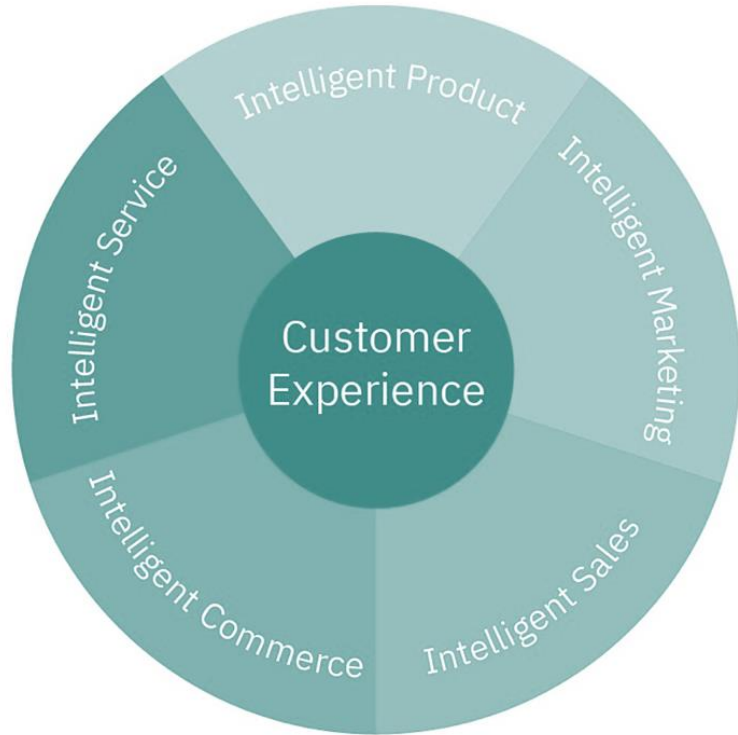 Intelligent Product
Intelligent Marketing
Intelligent Sales
Intelligent Commerce
Intelligent Service
Customer
Experience